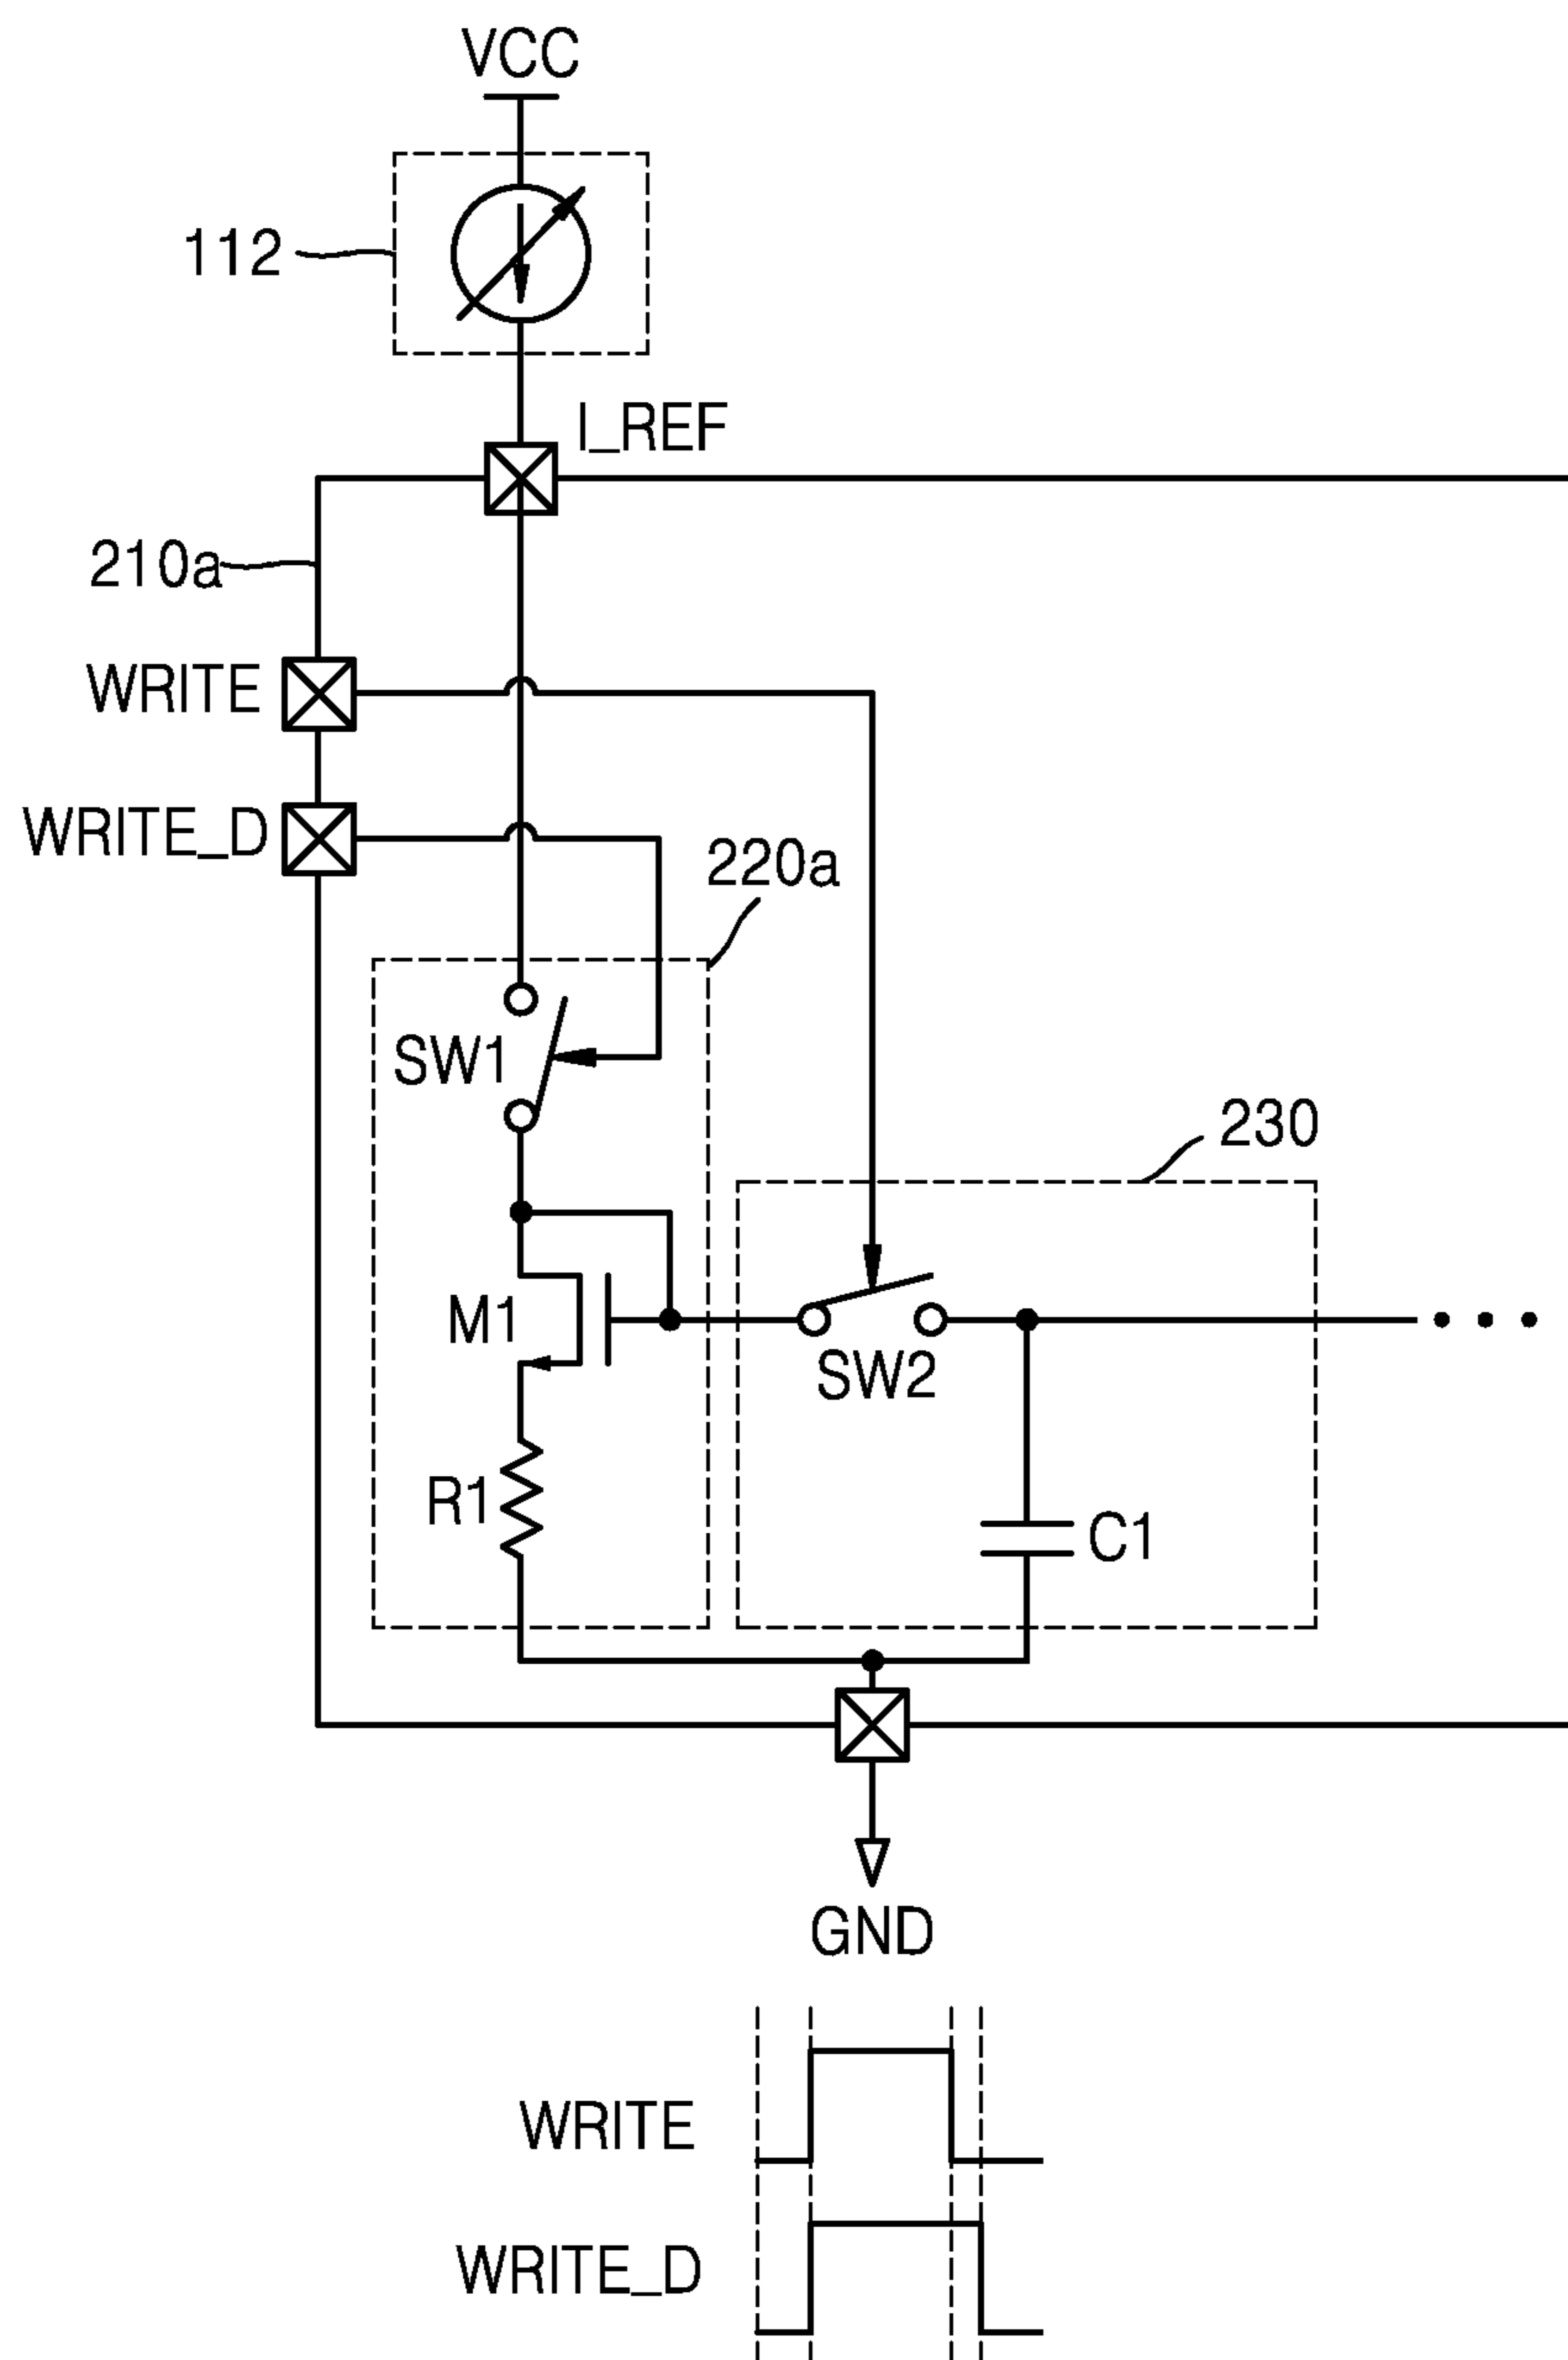 VCC
112
I_REF
210a
WRITE
WRITE_D
220a
SW1
230
M1
SW2
R1
C1
GND
WRITE
WRITE_D